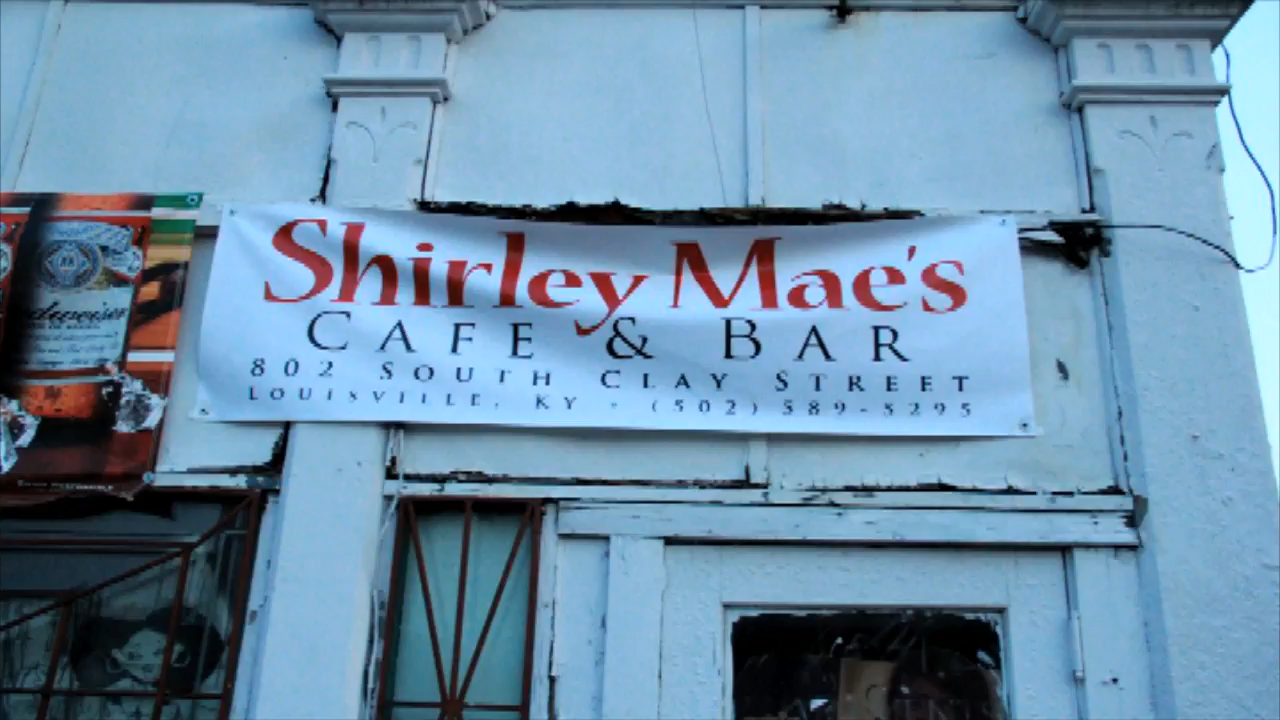 Shirley Mae's
CAFE & BAR
802 SOUTH CLAY STREET
LOUISVILLE, KY - (502) 589-5295